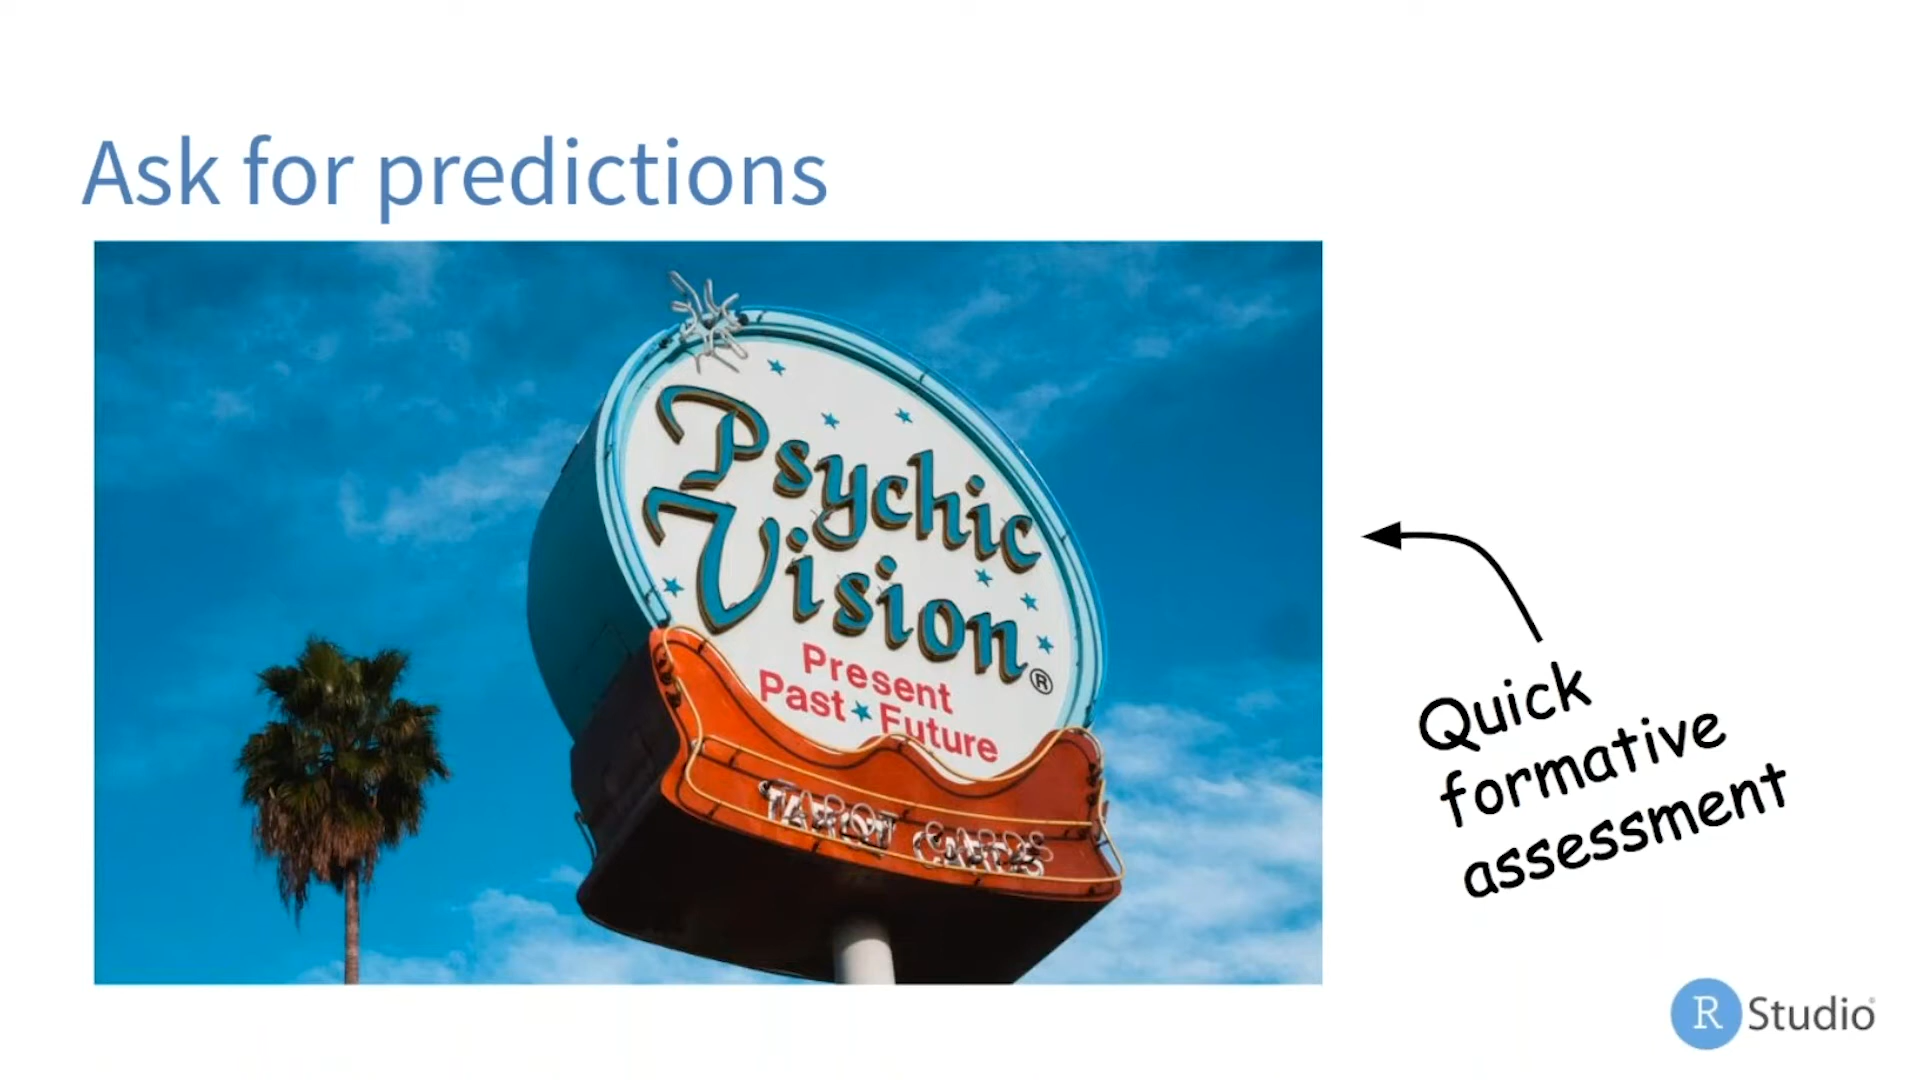 Ask for predictions
Psychic
Vision®
Present
Past ★ Future
TAROT CARDS
Quick
formative
assessment
R Studio®